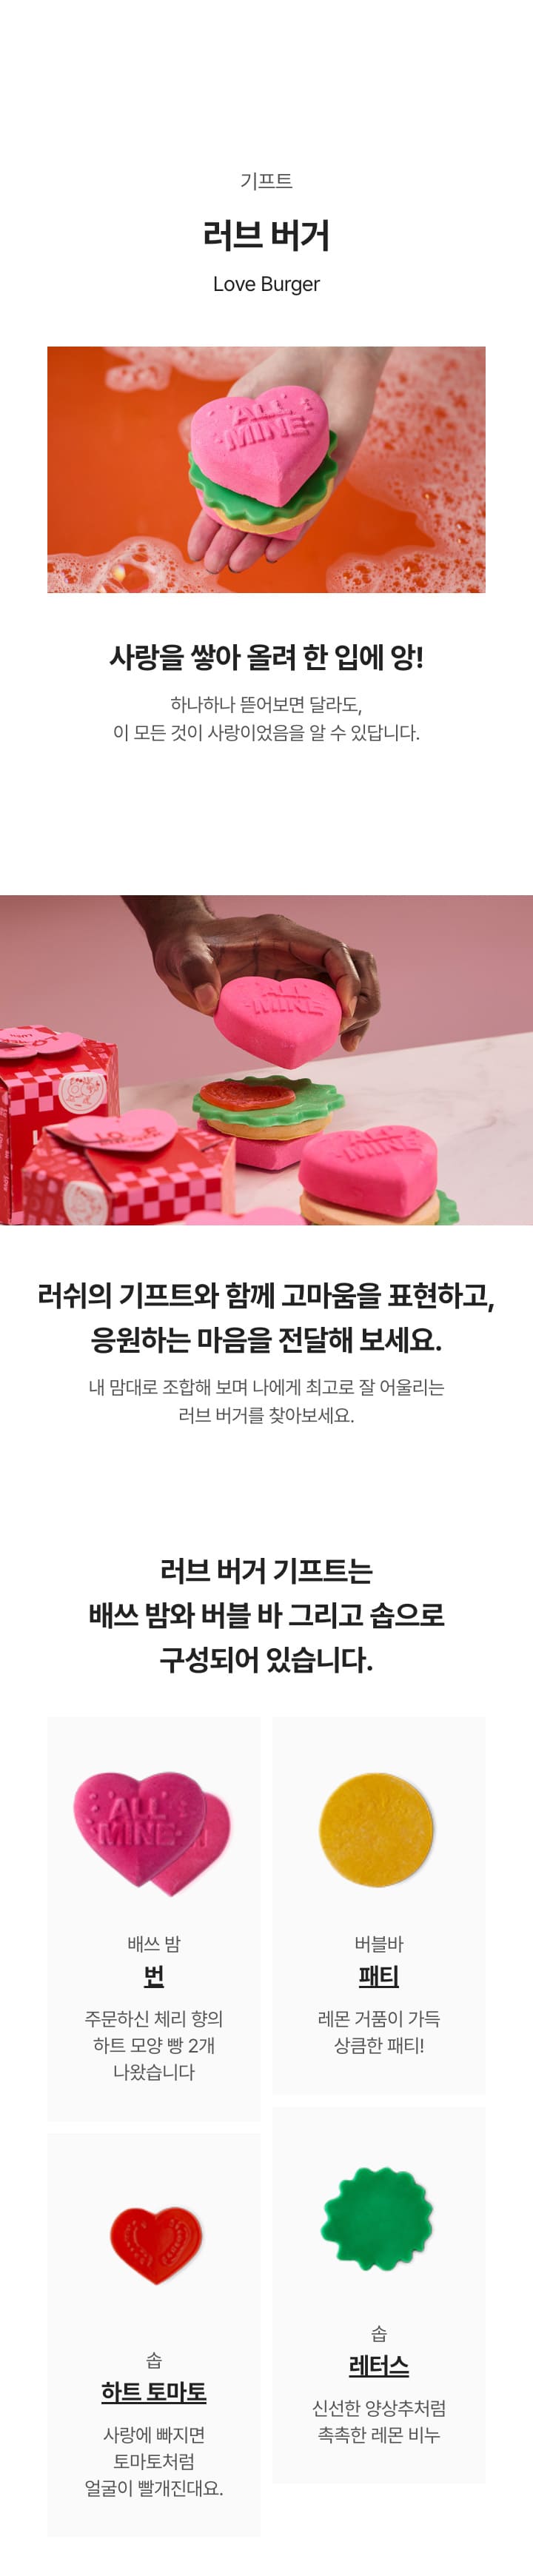 기프트
러브 버거
Love Burger
ALL
MINE
사랑을 쌓아 올려 한 입에 앙!
하나하나 뜯어보면 달라도,
이 모든 것이 사랑이었음을 알 수 있답니다.
ALL
MINE
ALL
MINE
러쉬의 기프트와 함께 고마움을 표현하고,
응원하는 마음을 전달해 보세요.
내 맘대로 조합해 보며 나에게 최고로 잘 어울리는
러브 버거를 찾아보세요.
러브 버거 기프트는
배쓰 밤와 버블 바 그리고 솝으로
구성되어 있습니다.
ALL
MINE
배쓰 밤
번
주문하신 체리 향의
하트 모양 빵 2개
나왔습니다
버블바
패티
레몬 거품이 가득
상큼한 패티!
솝
하트 토마토
사랑에 빠지면
토마토처럼
얼굴이 빨개진대요.
솝
레터스
신선한 양상추처럼
촉촉한 레몬 비누